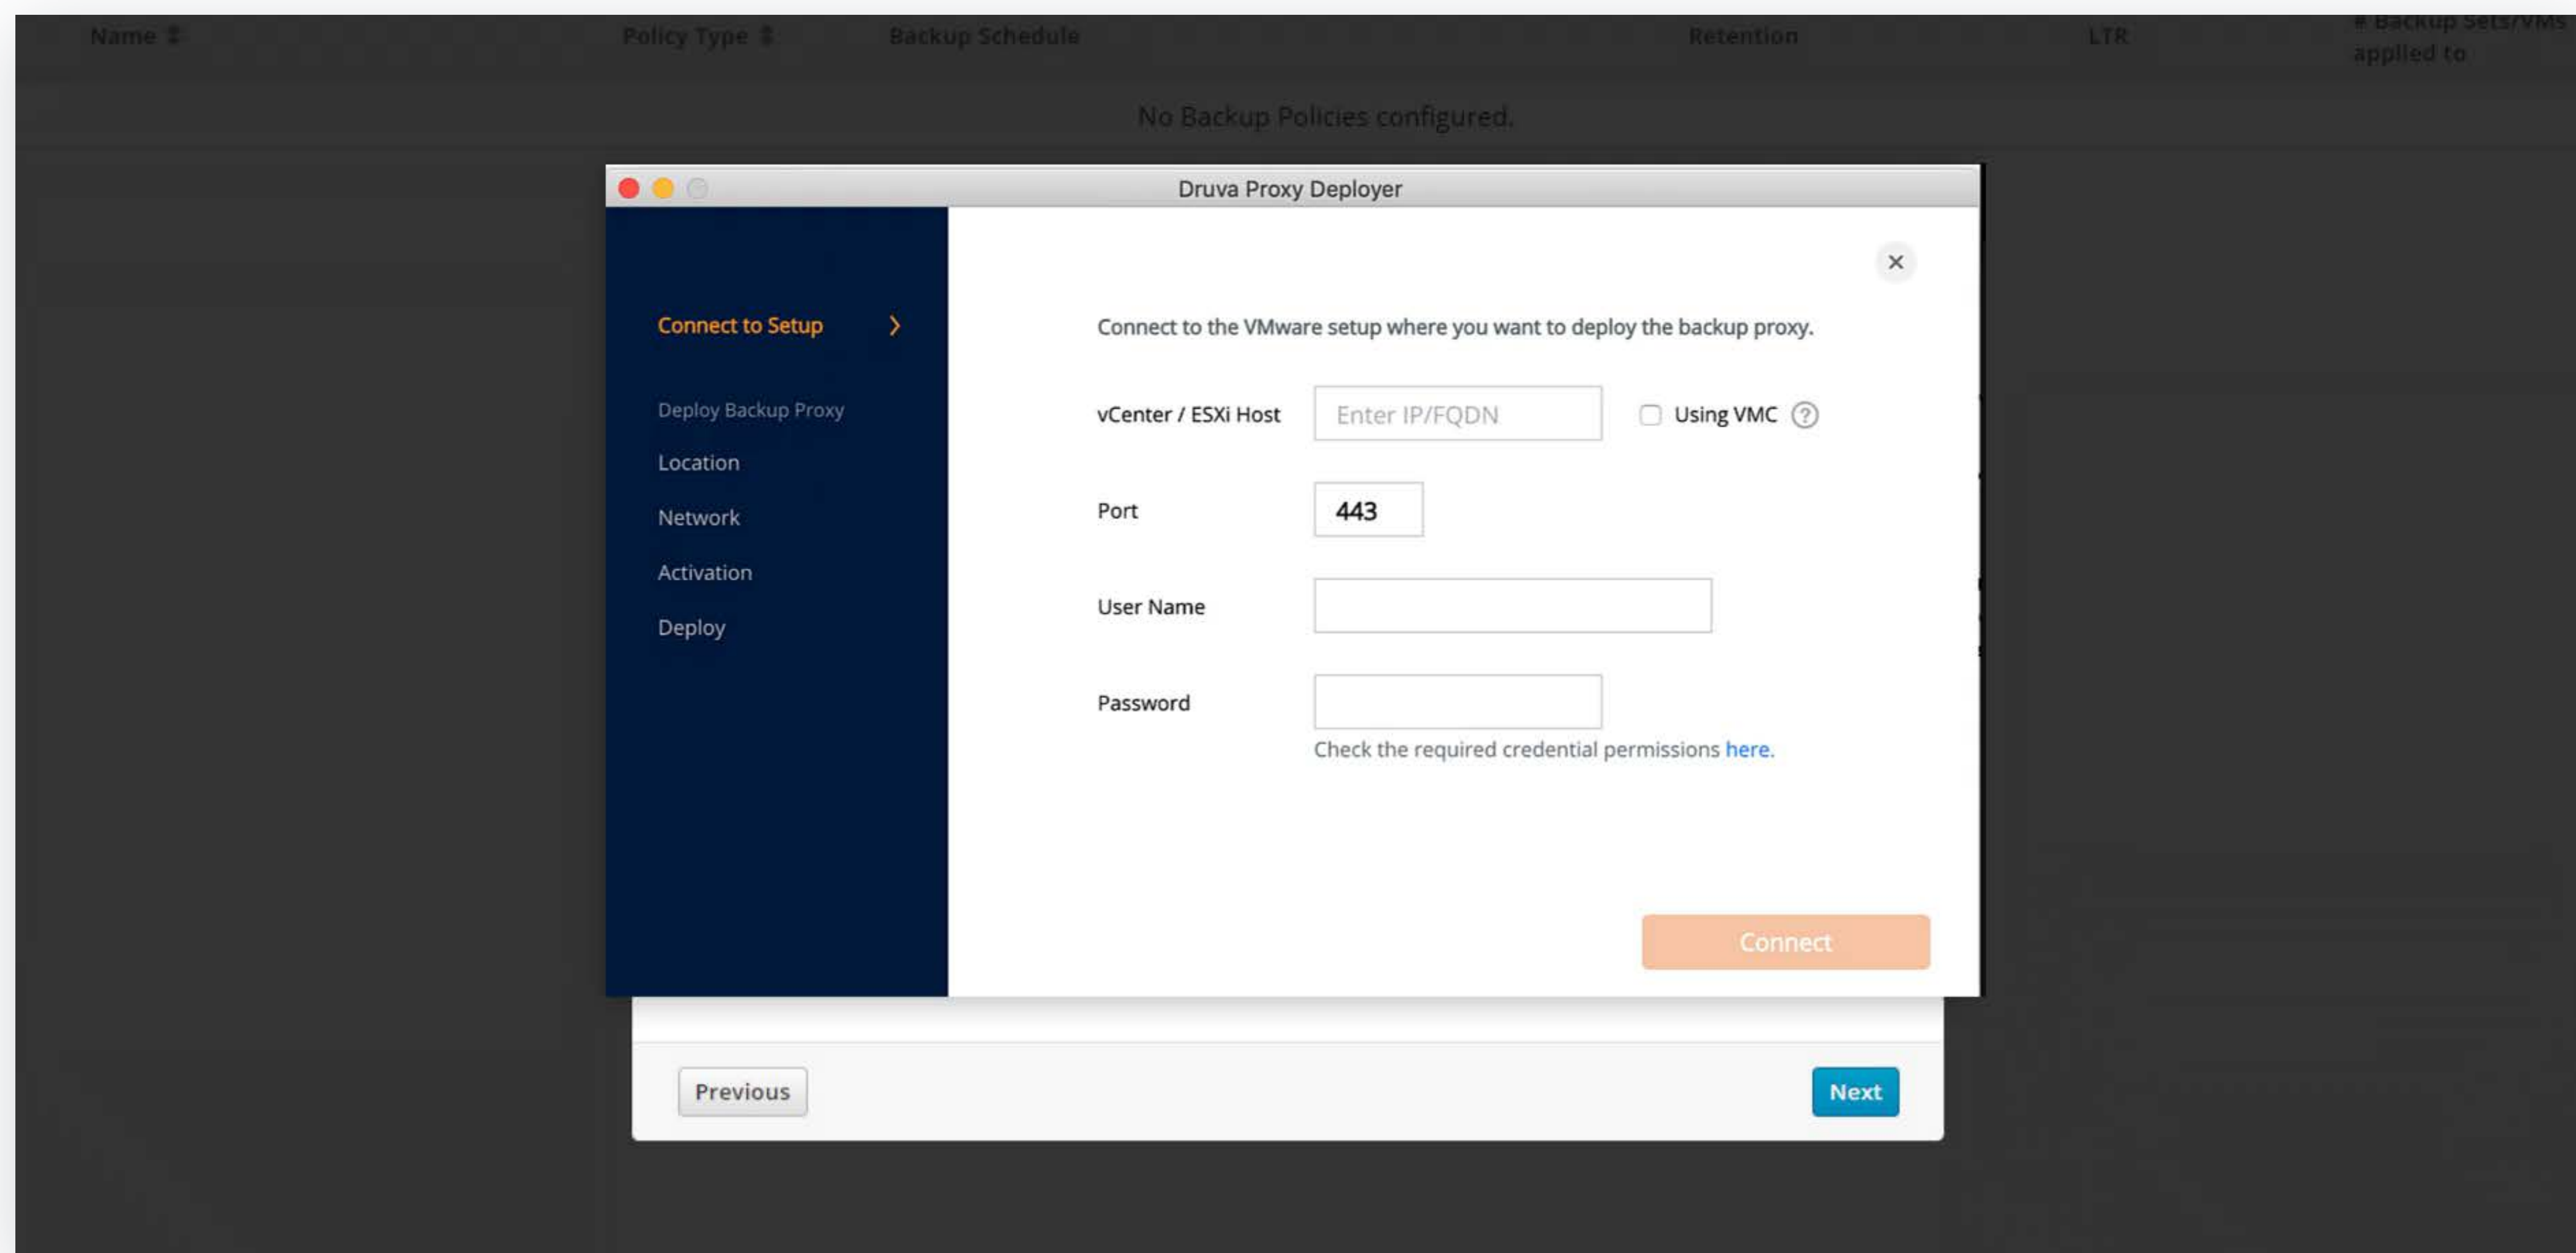 Name Policy Type Backup Schedule Retention LTR # Backup Sets/VMs
applied to
No Backup Policies configured.
Druva Proxy Deployer
Connect to Setup
Deploy Backup Proxy
Location
Network
Activation
Deploy
Connect to the VMware setup where you want to deploy the backup proxy.
vCenter / ESXi Host Enter IP/FQDN Using VMC ?
Port 443
User Name
Password
Check the required credential permissions here.
Connect
Previous Next